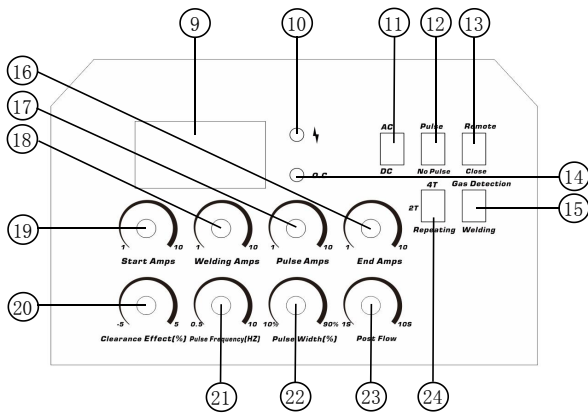 9 10 11 12 13
16
17
18
AC Pulse Remote
DC No Pulse Close
o.c
14
4T Gas Detection
2T
15
Repeating Welding
19
1 10 1 10 1 10 1 10
Start Amps Welding Amps Pulse Amps End Amps
20
-5 5 0.5 10 10% 90% 1S 10S
Clearance Effect(%) Pulse Frequency(HZ) Pulse Width(%) Post Flow
21 22 23 24